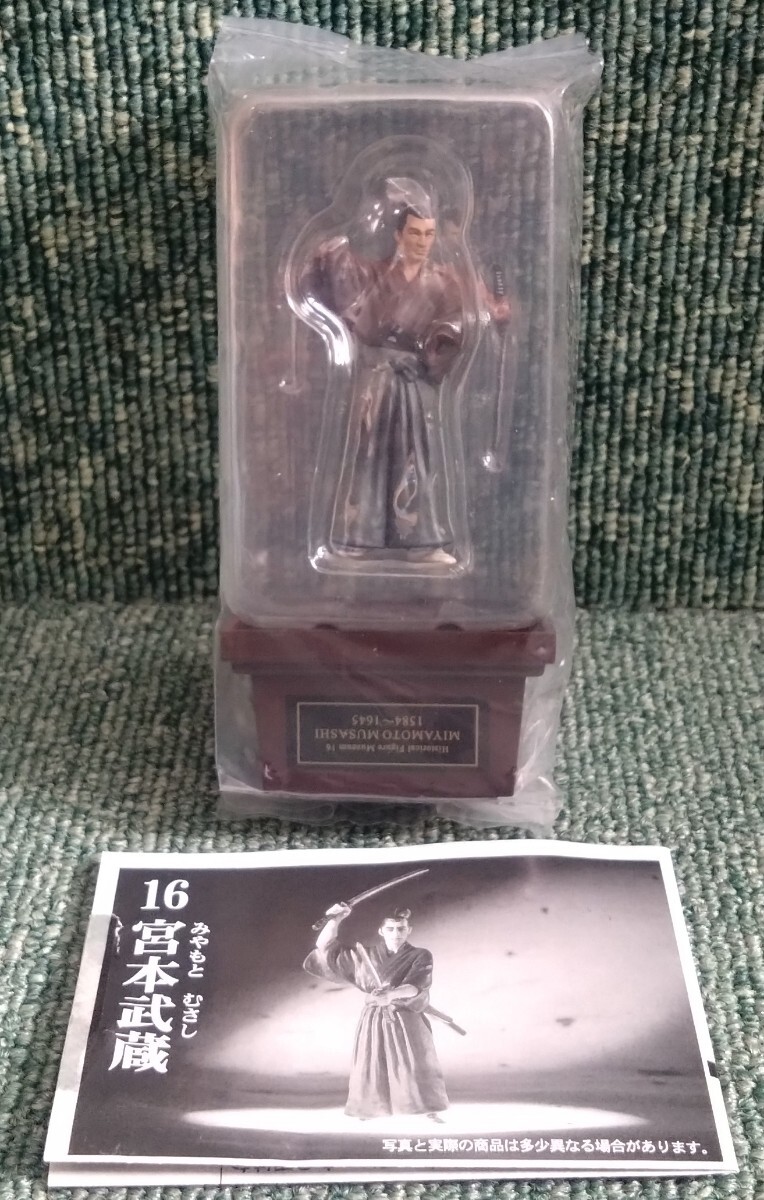 Historical Figure Museum 16
MIYAMOTO MUSASHI
1584〜1645
16
宮本武蔵
みやもと むさし
写真と実際の商品は多少異なる場合があります。